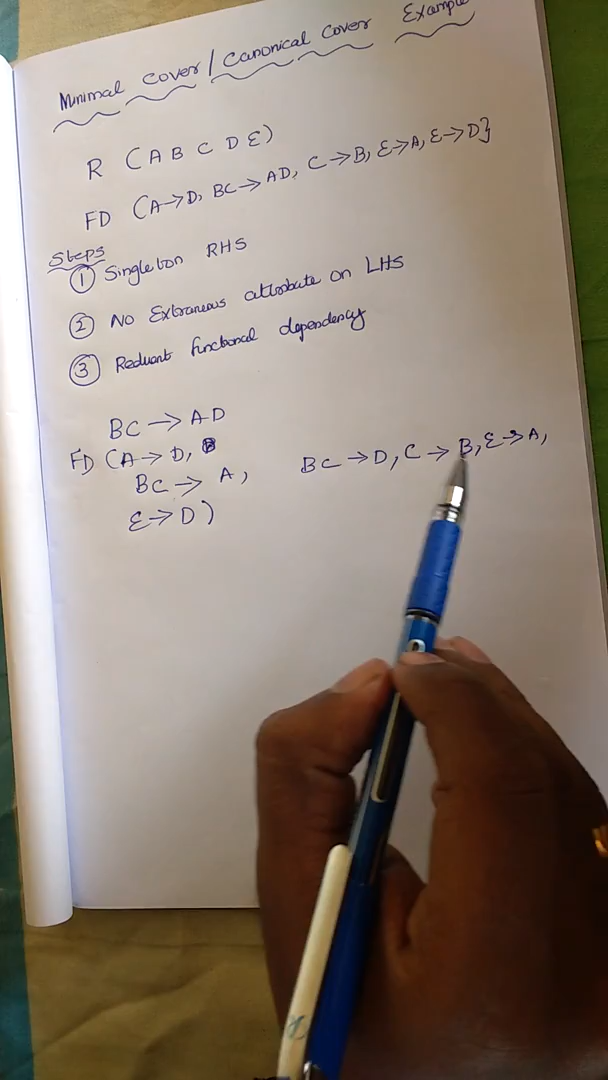 Minimal Cover / Canonical Cover Example
R (A B C D E)
FD (A→D, BC→AD, C→B, E→A, E→D}
Steps
① Singleton RHS
② No Extraneous attribute on LHS
③ Reduant functional dependency
BC → AD
FD (A→ D, B
BC → A, BC → D, C → B, E → A,
E → D)